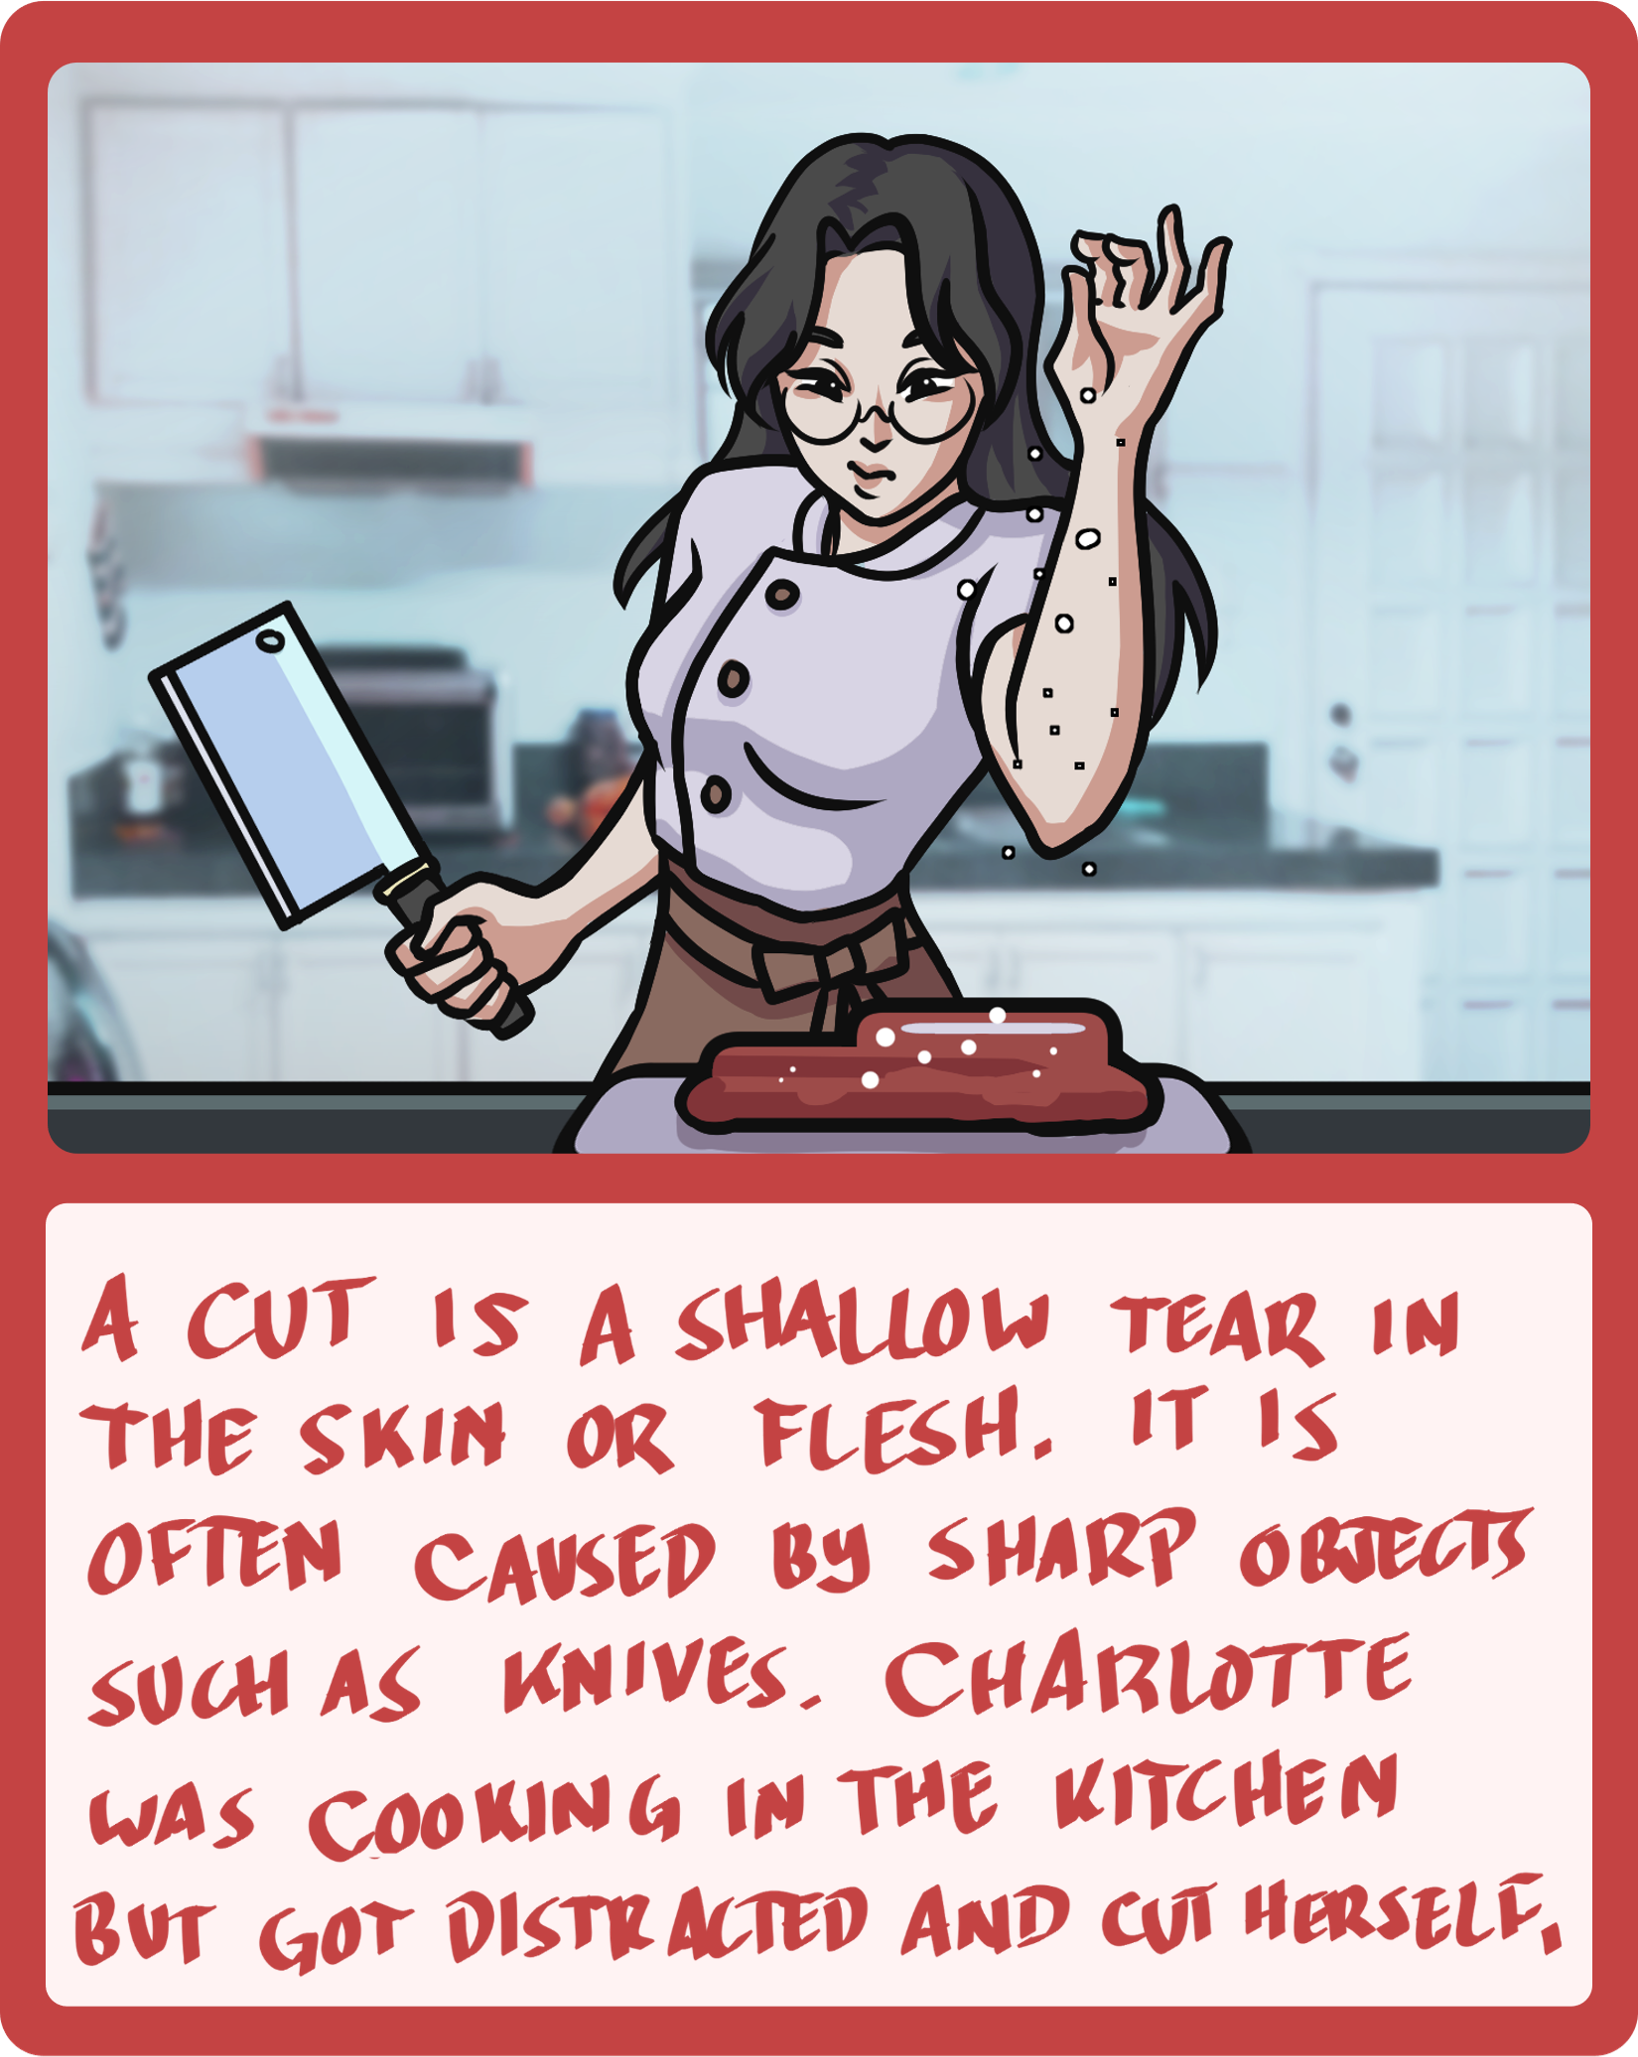 A CUT IS A SHALLOW TEAR IN
THE SKIN OR FLESH. IT IS
OFTEN CAUSED BY SHARP OBJECTS
SUCH AS KNIVES. CHARLOTTE
WAS COOKING IN THE KITCHEN
BUT GOT DISTRACTED AND CUT HERSELF,